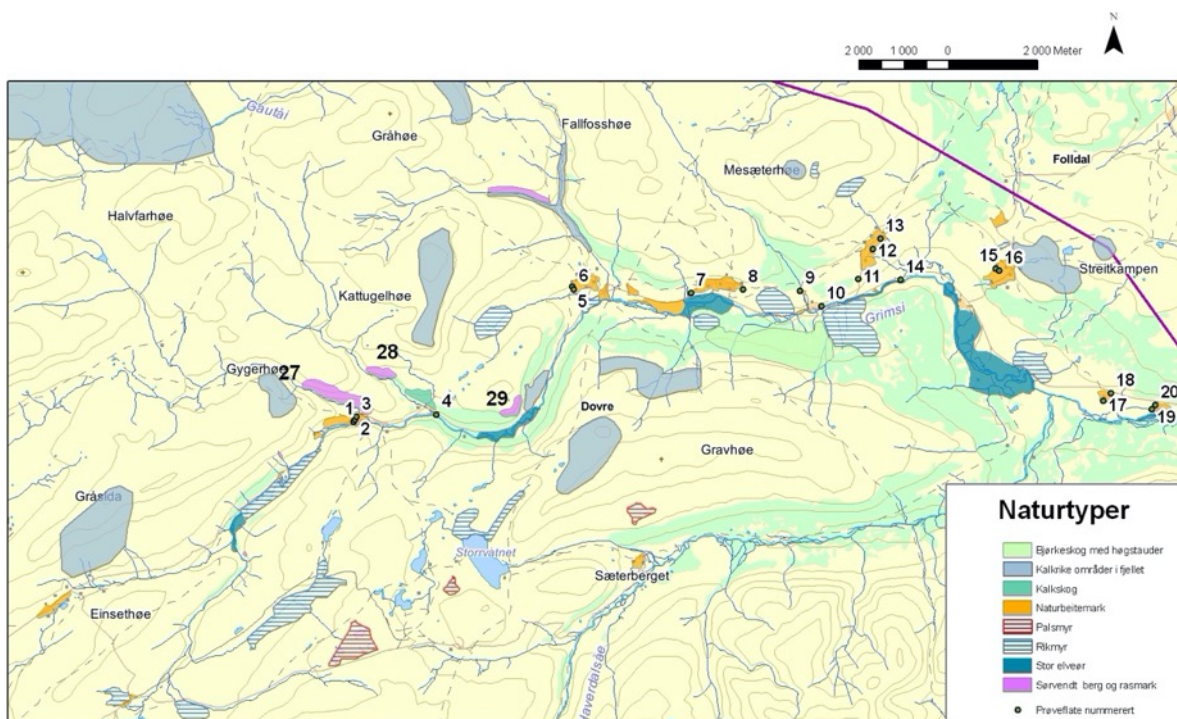 N
2 000 1 000 0 2 000 Meter
Gautåi
Gråhøe
Fallfosshøe
Mesæterhøe
Folldal
Halvfarhøe
13
12
15 16
Streitkampen
6
5
7
8
9
11
14
10
Grimsi
Kattugelhøe
28
Gygerhøe
27
1 3
2
4
29
Dovre
18
17
20
19
Gravhøe
Gråsida
Storrvatnet
Sæterberget
Einsethøe
Haverdalsåe
Naturtyper
Bjørkeskog med høgstauder
Kalkrike områder i fjellet
Kalkskog
Naturbeitemark
Palsmyr
Rikmyr
Stor elveør
Sørvendt berg og rasmark
Prøveflate nummerert